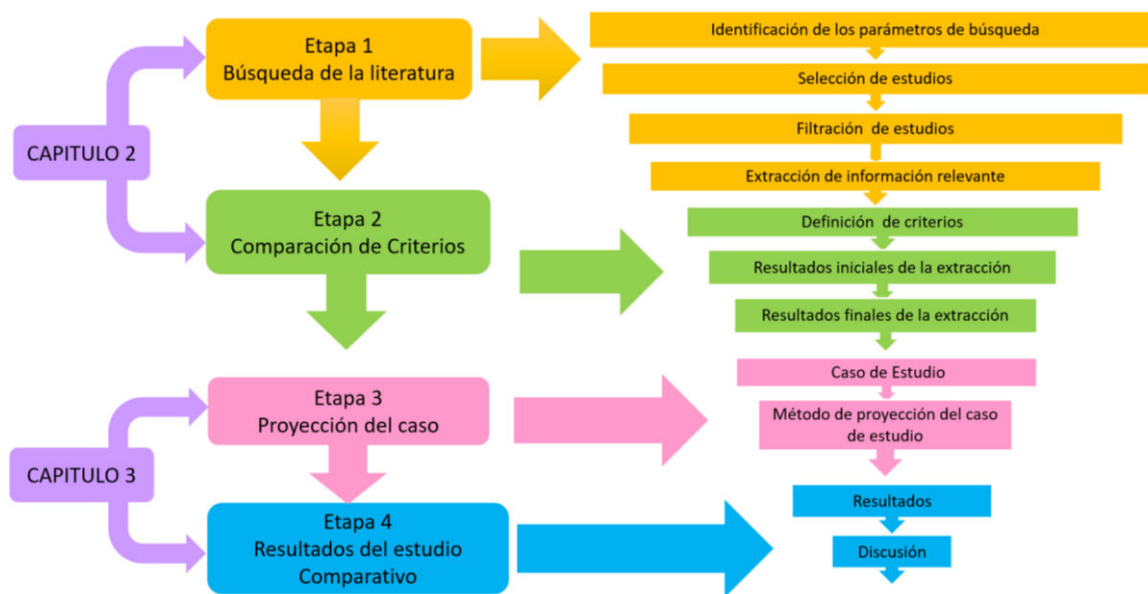 CAPITULO 2
Etapa 1
Búsqueda de la literatura
Identificación de los parámetros de búsqueda
Selección de estudios
Filtración de estudios
Extracción de información relevante
Etapa 2
Comparación de Criterios
Definición de criterios
Resultados iniciales de la extracción
Resultados finales de la extracción
CAPITULO 3
Etapa 3
Proyección del caso
Caso de Estudio
Método de proyección del caso
de estudio
Etapa 4
Resultados del estudio
Comparativo
Resultados
Discusión